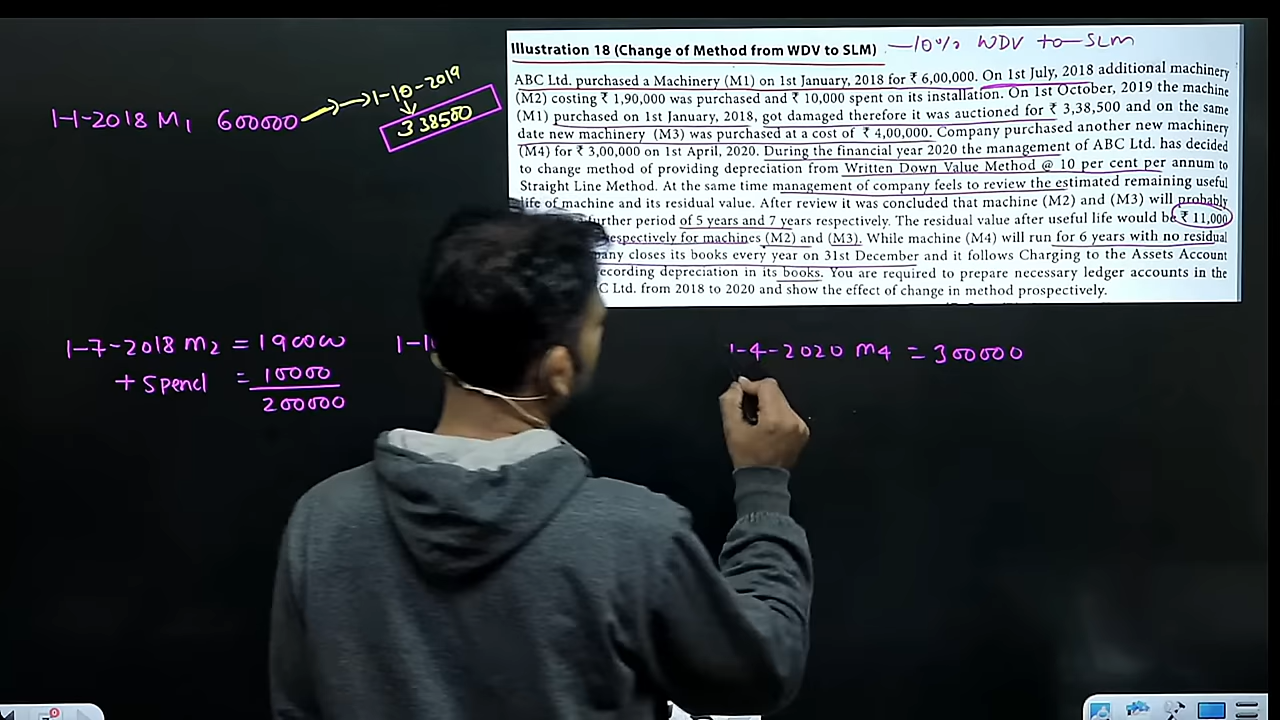 Illustration 18 (Change of Method from WDV to SLM) — 10% WDV to SLM
ABC Ltd. purchased a Machinery (M1) on 1st January, 2018 for ₹ 6,00,000. On 1st July, 2018 additional machinery
(M2) costing ₹ 1,90,000 was purchased and ₹ 10,000 spent on its installation. On 1st October, 2019 the machine
(M1) purchased on 1st January, 2018, got damaged therefore it was auctioned for ₹ 3,38,500 and on the same
date new machinery (M3) was purchased at a cost of ₹ 4,00,000. Company purchased another new machinery
(M4) for ₹ 3,00,000 on 1st April, 2020. During the financial year 2020 the management of ABC Ltd. has decided
to change method of providing depreciation from Written Down Value Method @ 10 per cent per annum to
Straight Line Method. At the same time management of company feels to review the estimated remaining useful
life of machine and its residual value. After review it was concluded that machine (M2) and (M3) will probably
further period of 5 years and 7 years respectively. The residual value after useful life would be ₹ 11,000
respectively for machines (M2) and (M3). While machine (M4) will run for 6 years with no residual
closes its books every year on 31st December and it follows Charging to the Assets Account
recording depreciation in its books. You are required to prepare necessary ledger accounts in the
C Ltd. from 2018 to 2020 and show the effect of change in method prospectively.
1-1-2018 M1 600000 → 1-10-2019
338500
1-7-2018 M2 = 190000
+ Spend = 10000
200000
1-1
1-4-2020 M4 = 300000